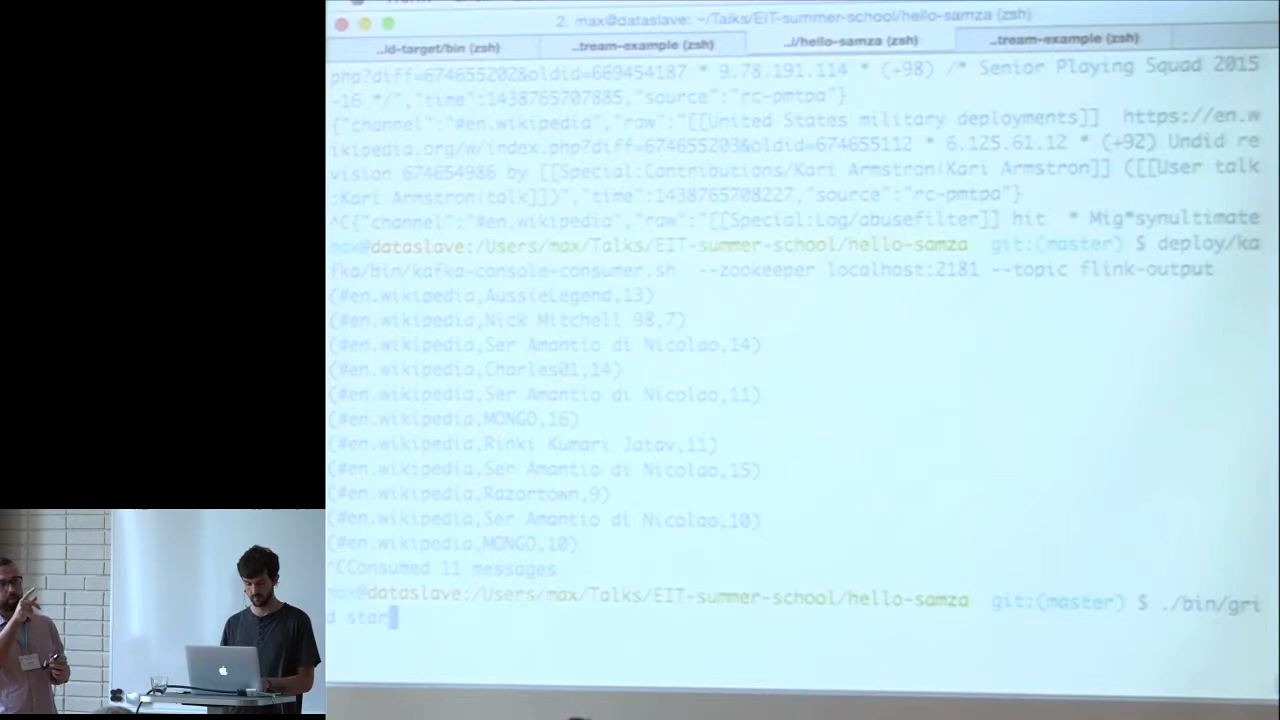 2. max@dataslave: ~/Talks/EIT-summer-school/hello-samza (zsh)
..ld-target/bin (zsh) ..tream-example (zsh) ../hello-samza (zsh) ..tream-example (zsh)
php?diff=674655202&oldid=669454187 * 9.78.191.114 * (+98) /* Senior Playing Squad 2015
-16 */","time":1438765707885,"source":"rc-pmtpa"}
{"channel":"#en.wikipedia","raw":"[[United States military deployments]]  https://en.w
ikipedia.org/w/index.php?diff=674655203&oldid=674655112 * 6.125.61.12 * (+92) Undid re
vision 674654986 by [[Special:Contributions/Kari Armstron|Kari Armstron]] ([[User talk
:Kari Armstron|talk]])","time":1438765708227,"source":"rc-pmtpa"}
^C{"channel":"#en.wikipedia","raw":"[[Special:Log/abusefilter]] hit  * Mig*synultimate
max@dataslave:/Users/max/Talks/EIT-summer-school/hello-samza  git:(master) $ deploy/ka
fka/bin/kafka-console-consumer.sh  --zookeeper localhost:2181 --topic flink-output
(#en.wikipedia,AussieLegend,13)
(#en.wikipedia,Nick Mitchell 98,7)
(#en.wikipedia,Ser Amantio di Nicolao,14)
(#en.wikipedia,Charles01,14)
(#en.wikipedia,Ser Amantio di Nicolao,11)
(#en.wikipedia,MONGO,16)
(#en.wikipedia,Rinki Kumari Jatav,11)
(#en.wikipedia,Ser Amantio di Nicolao,15)
(#en.wikipedia,Razortown,9)
(#en.wikipedia,Ser Amantio di Nicolao,10)
(#en.wikipedia,MONGO,10)
^CConsumed 11 messages
max@dataslave:/Users/max/Talks/EIT-summer-school/hello-samza  git:(master) $ ./bin/gri
d star